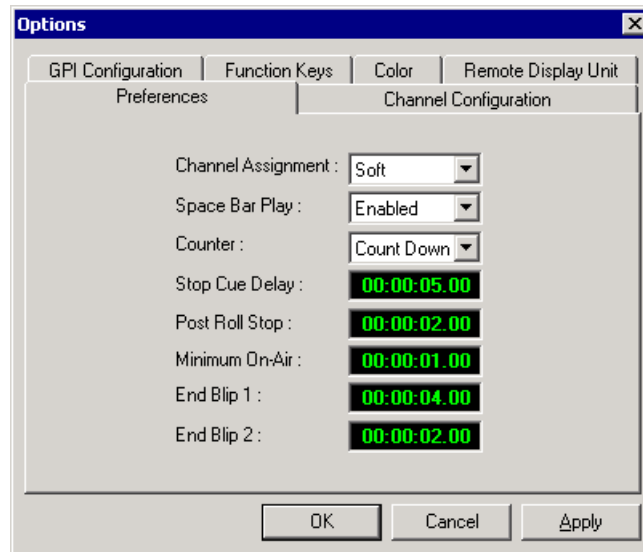 Options
GPI Configuration Function Keys Color Remote Display Unit
Preferences Channel Configuration
Channel Assignment : Soft
Space Bar Play : Enabled
Counter : Count Down
Stop Cue Delay : 00:00:05.00
Post Roll Stop : 00:00:02.00
Minimum On-Air : 00:00:01.00
End Blip 1 : 00:00:04.00
End Blip 2 : 00:00:02.00
OK Cancel Apply